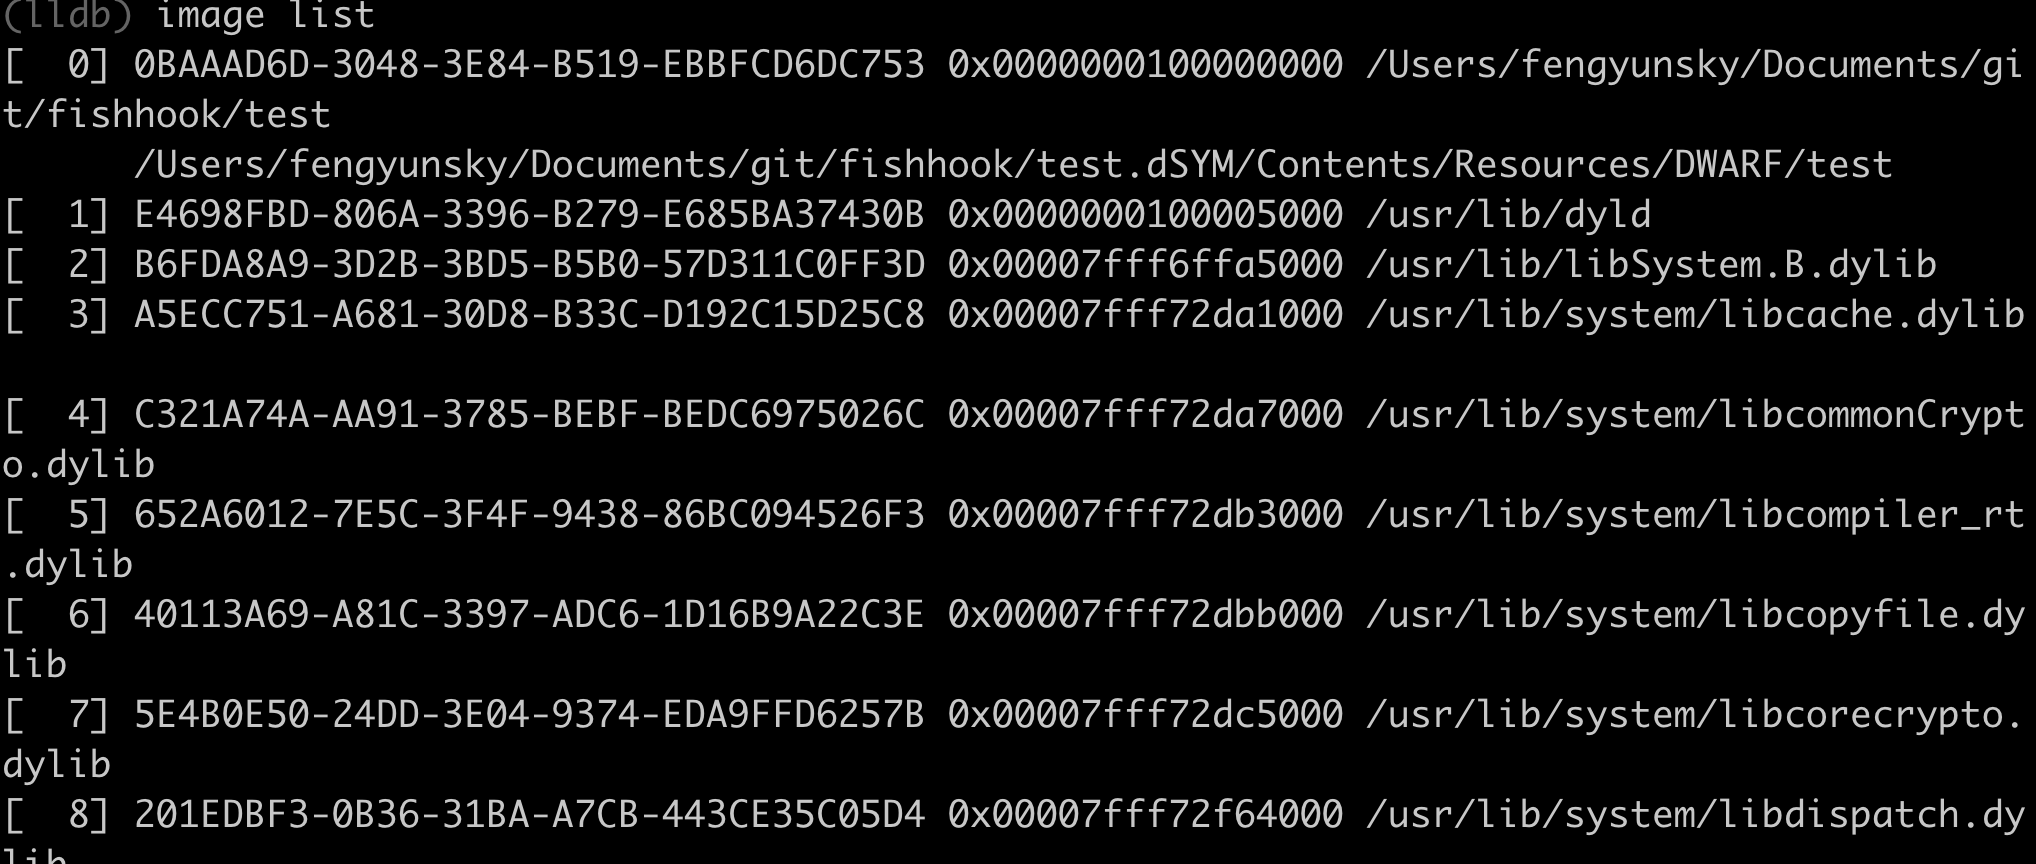 (lldb) image list
[  0] 0BAAAD6D-3048-3E84-B519-EBBFCD6DC753 0x0000000100000000 /Users/fengyunsky/Documents/gi
t/fishhook/test
      /Users/fengyunsky/Documents/git/fishhook/test.dSYM/Contents/Resources/DWARF/test
[  1] E4698FBD-806A-3396-B279-E685BA37430B 0x0000000100005000 /usr/lib/dyld
[  2] B6FDA8A9-3D2B-3BD5-B5B0-57D311C0FF3D 0x00007fff6ffa5000 /usr/lib/libSystem.B.dylib
[  3] A5ECC751-A681-30D8-B33C-D192C15D25C8 0x00007fff72da1000 /usr/lib/system/libcache.dylib
[  4] C321A74A-AA91-3785-BEBF-BEDC6975026C 0x00007fff72da7000 /usr/lib/system/libcommonCrypt
o.dylib
[  5] 652A6012-7E5C-3F4F-9438-86BC094526F3 0x00007fff72db3000 /usr/lib/system/libcompiler_rt
.dylib
[  6] 40113A69-A81C-3397-ADC6-1D16B9A22C3E 0x00007fff72dbb000 /usr/lib/system/libcopyfile.dy
lib
[  7] 5E4B0E50-24DD-3E04-9374-EDA9FFD6257B 0x00007fff72dc5000 /usr/lib/system/libcorecrypto.
dylib
[  8] 201EDBF3-0B36-31BA-A7CB-443CE35C05D4 0x00007fff72f64000 /usr/lib/system/libdispatch.dy
lib